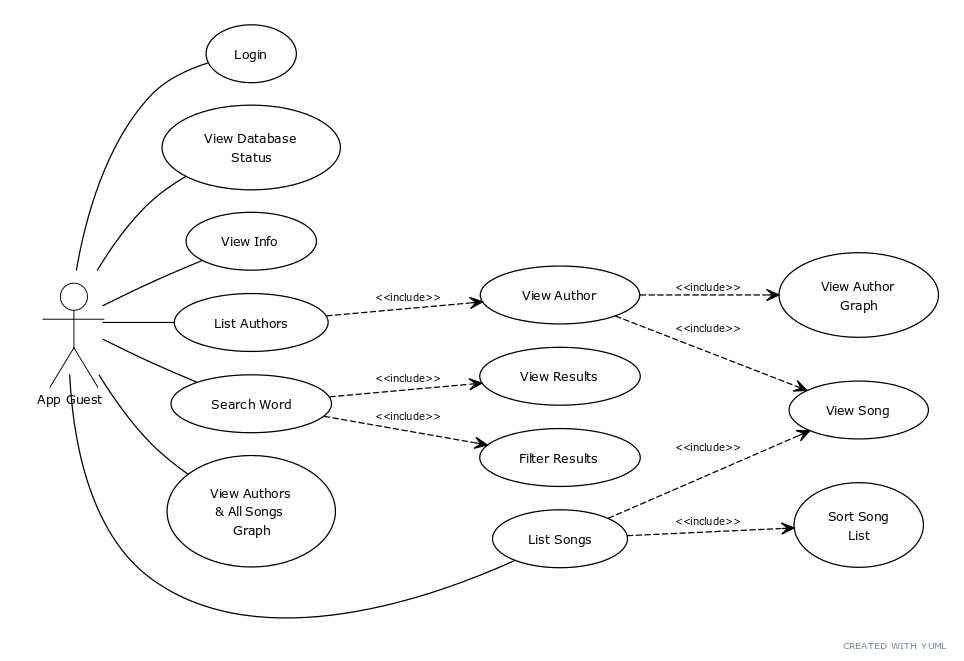 Login
View Database
Status
View Info
List Authors
<<include>>
View Author
<<include>>
View Author
Graph
<<include>>
App Guest
Search Word
<<include>>
View Results
<<include>>
Filter Results
View Song
<<include>>
View Authors
& All Songs
Graph
List Songs
<<include>>
Sort Song
List
CREATED WITH YUML